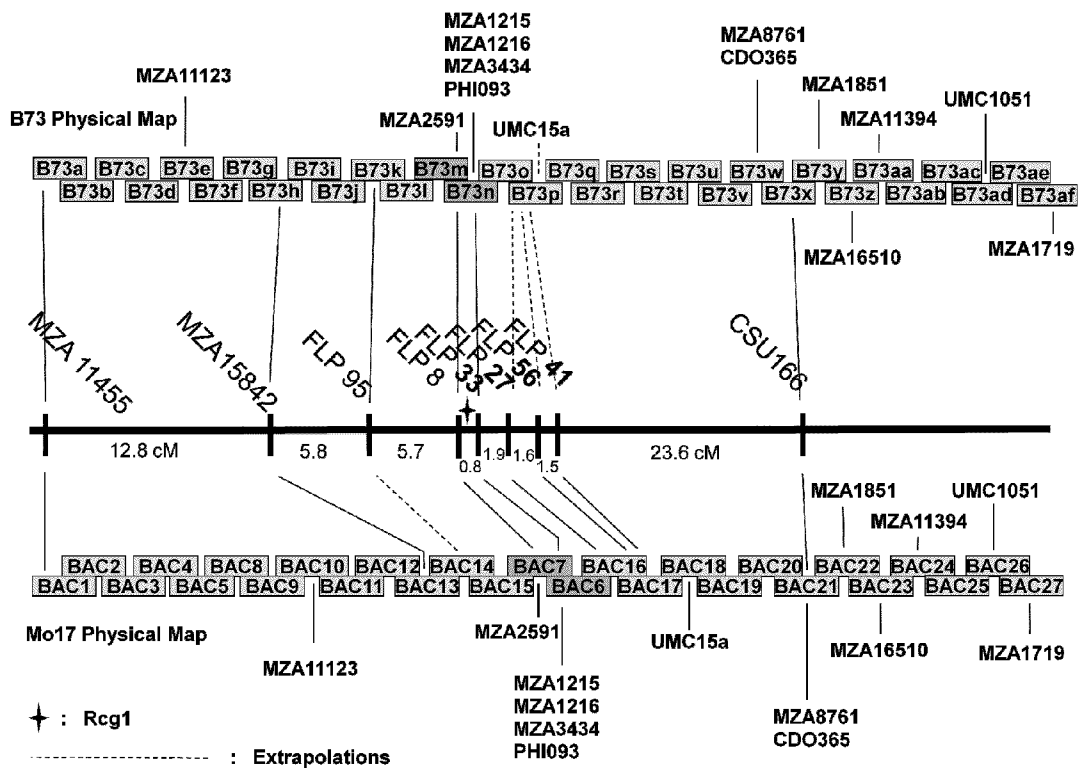 MZA1215
MZA1216
MZA3434
PHI093
MZA8761
CDO365
MZA11123
MZA1851
UMC1051
B73 Physical Map
MZA2591
UMC15a
MZA11394
B73a B73c B73e B73g B73i B73k B73m B73o B73q B73s B73u B73w B73y B73aa B73ac B73ae
B73b B73d B73f B73h B73j B73l B73n B73p B73r B73t B73v B73x B73z B73ab B73ad B73af
MZA16510
MZA1719
MZA 11455
MZA15842
FLP 95
FLP 8
FLP 33
FLP 27
FLP 56
FLP 41
CSU166
12.8 cM 5.8 5.7 0.8 1.9 1.6 1.5 23.6 cM
MZA1851
UMC1051
MZA11394
BAC2 BAC4 BAC8 BAC10 BAC12 BAC14 BAC7 BAC16 BAC18 BAC20 BAC22 BAC24 BAC26
BAC1 BAC3 BAC5 BAC9 BAC11 BAC13 BAC15 BAC6 BAC17 BAC19 BAC21 BAC23 BAC25 BAC27
Mo17 Physical Map
MZA2591
UMC15a
MZA16510
MZA1719
MZA11123
MZA1215
MZA1216
MZA3434
PHI093
MZA8761
CDO365
: Rcg1
: Extrapolations